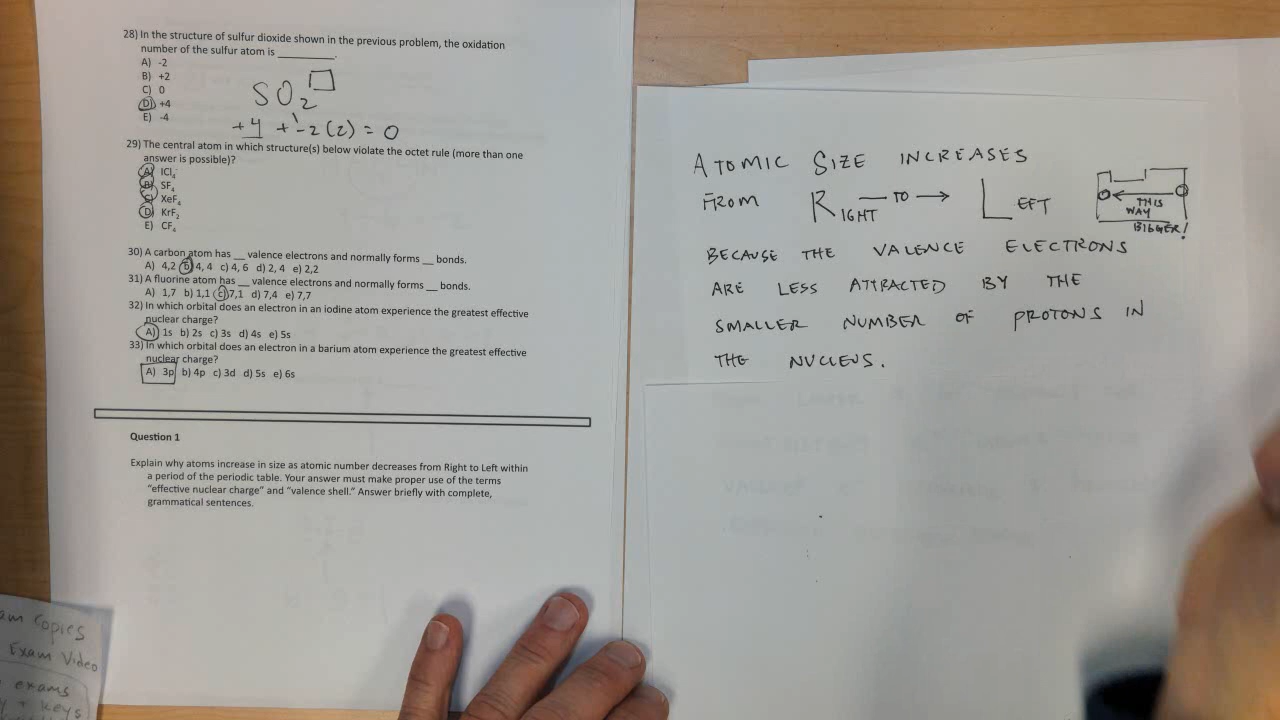 28) In the structure of sulfur dioxide shown in the previous problem, the oxidation
number of the sulfur atom is ________.
A) -2
B) +2
C) 0
D) +4
E) -4
SO2
+4 + -2 (2) = 0
29) The central atom in which structure(s) below violate the octet rule (more than one
answer is possible)?
A) ICl4-
B) SF4
C) XeF4
D) KrF2
E) CF4
30) A carbon atom has __ valence electrons and normally forms __ bonds.
A) 4,2 b) 4, 4 c) 4, 6 d) 2, 4 e) 2,2
31) A fluorine atom has __ valence electrons and normally forms __ bonds.
A) 1,7 b) 1,1 c) 7,1 d) 7,4 e) 7,7
32) In which orbital does an electron in an iodine atom experience the greatest effective
nuclear charge?
A) 1s b) 2s c) 3s d) 4s e) 5s
33) In which orbital does an electron in a barium atom experience the greatest effective
nuclear charge?
A) 3p b) 4p c) 3d d) 5s e) 6s
Question 1
Explain why atoms increase in size as atomic number decreases from Right to Left within
a period of the periodic table. Your answer must make proper use of the terms
"effective nuclear charge" and "valence shell." Answer briefly with complete,
grammatical sentences.
ATOMIC SIZE INCREASES
FROM RIGHT — TO → LEFT
THIS
WAY
BIGGER!
BECAUSE THE VALENCE ELECTRONS
ARE LESS ATTRACTED BY THE
SMALLER NUMBER OF PROTONS IN
THE NUCLEUS.
am Copies
Exam Video
exams
+ keys